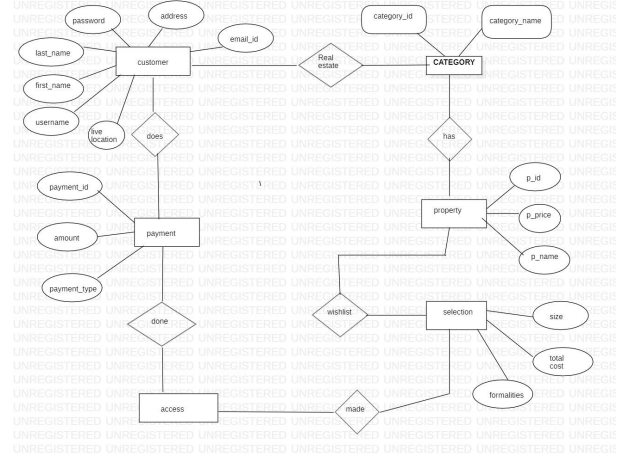 address
password
category_id
category_name
email_id
last_name
customer
Real
estate
CATEGORY
first_name
username
live
location
does
has
p_id
payment_id
property
p_price
payment
amount
p_name
payment_type
wishlist
selection
size
done
total
cost
formalities
access
made
UNREGISTERED